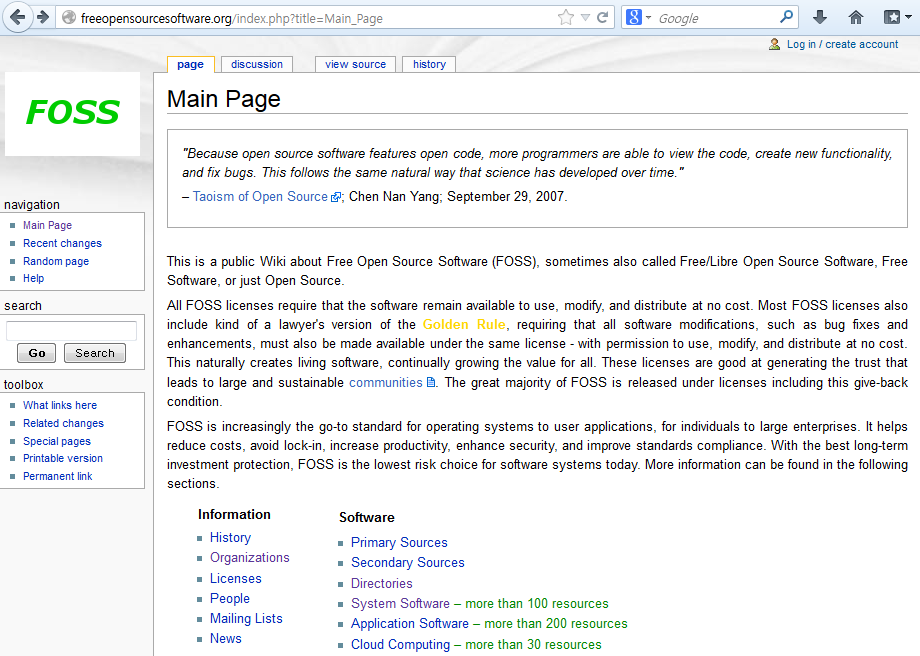 freeopensourcesoftware.org/index.php?title=Main_Page
Google
Log in / create account
page
discussion
view source
history
FOSS
Main Page
"Because open source software features open code, more programmers are able to view the code, create new functionality,
and fix bugs. This follows the same natural way that science has developed over time."
– Taoism of Open Source; Chen Nan Yang; September 29, 2007.
navigation
Main Page
Recent changes
Random page
Help
search
Go
Search
toolbox
What links here
Related changes
Special pages
Printable version
Permanent link
This is a public Wiki about Free Open Source Software (FOSS), sometimes also called Free/Libre Open Source Software, Free
Software, or just Open Source.
All FOSS licenses require that the software remain available to use, modify, and distribute at no cost. Most FOSS licenses also
include kind of a lawyer's version of the Golden Rule, requiring that all software modifications, such as bug fixes and
enhancements, must also be made available under the same license - with permission to use, modify, and distribute at no cost.
This naturally creates living software, continually growing the value for all. These licenses are good at generating the trust that
leads to large and sustainable communities. The great majority of FOSS is released under licenses including this give-back
condition.
FOSS is increasingly the go-to standard for operating systems to user applications, for individuals to large enterprises. It helps
reduce costs, avoid lock-in, increase productivity, enhance security, and improve standards compliance. With the best long-term
investment protection, FOSS is the lowest risk choice for software systems today. More information can be found in the following
sections.
Information
History
Organizations
Licenses
People
Mailing Lists
News
Software
Primary Sources
Secondary Sources
Directories
System Software – more than 100 resources
Application Software – more than 200 resources
Cloud Computing – more than 30 resources